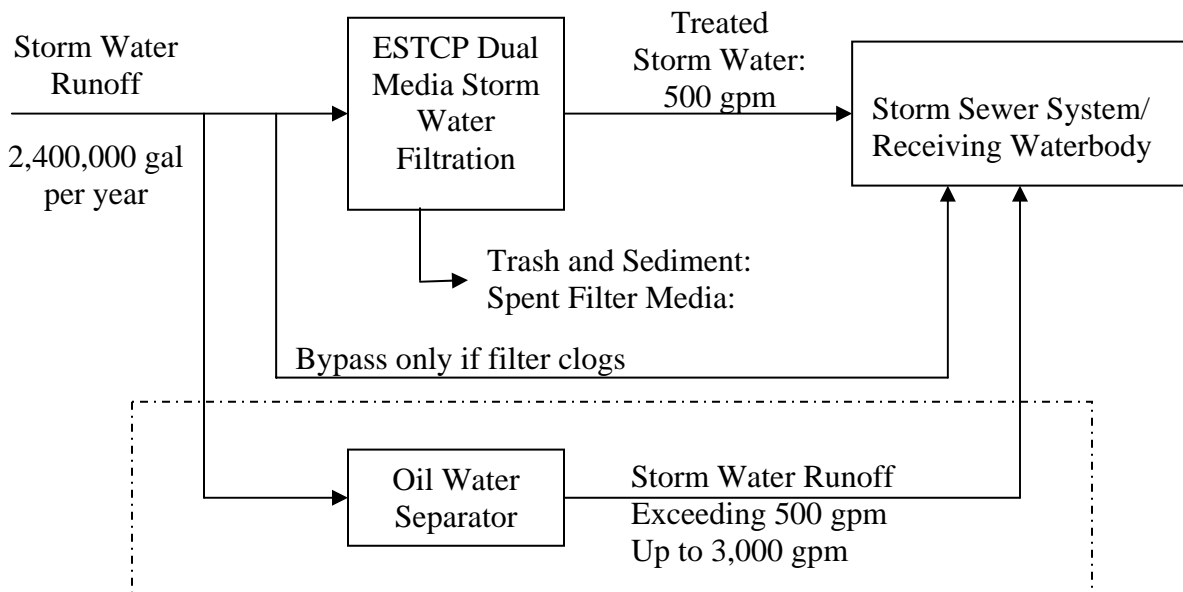 Storm Water
Runoff
2,400,000 gal
per year
ESTCP Dual
Media Storm
Water
Filtration
Treated
Storm Water:
500 gpm
Storm Sewer System/
Receiving Waterbody
Trash and Sediment:
Spent Filter Media:
Bypass only if filter clogs
Oil Water
Separator
Storm Water Runoff
Exceeding 500 gpm
Up to 3,000 gpm